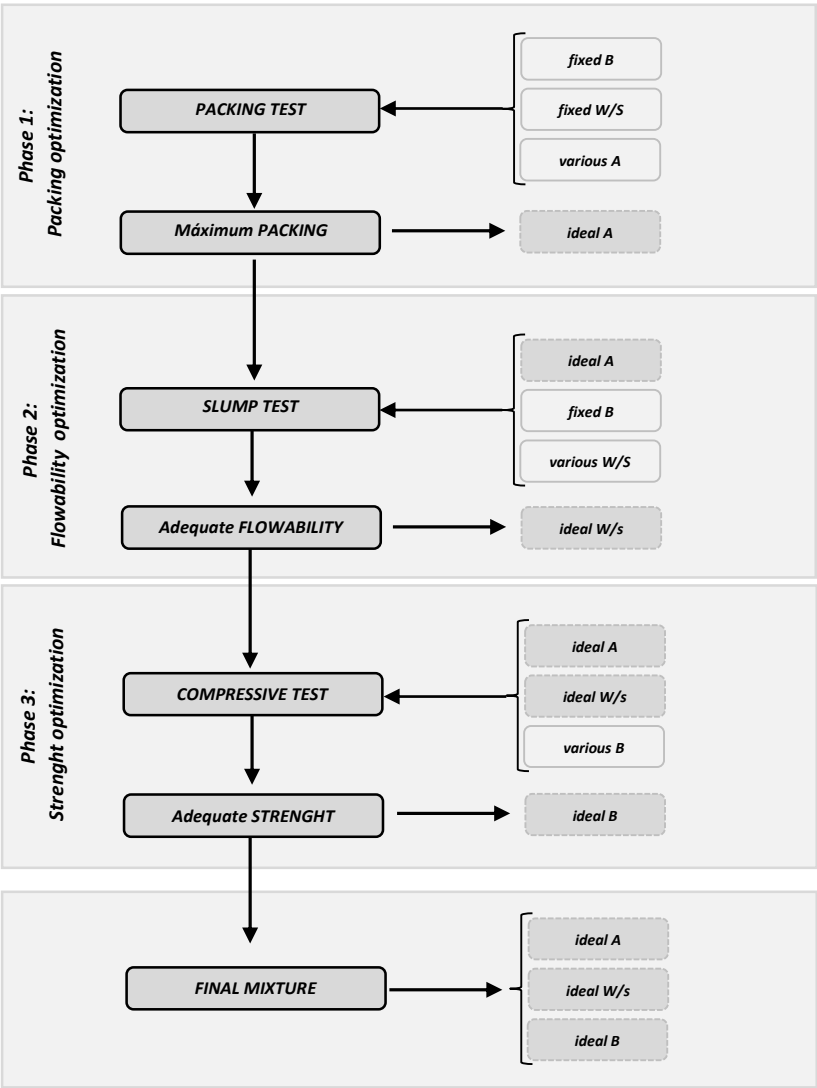 Phase 1:
Packing optimization
PACKING TEST
fixed B
fixed W/S
various A
Máximum PACKING
ideal A
Phase 2:
Flowability optimization
SLUMP TEST
ideal A
fixed B
various W/S
Adequate FLOWABILITY
ideal W/s
Phase 3:
Strenght optimization
COMPRESSIVE TEST
ideal A
ideal W/s
various B
Adequate STRENGHT
ideal B
FINAL MIXTURE
ideal A
ideal W/s
ideal B